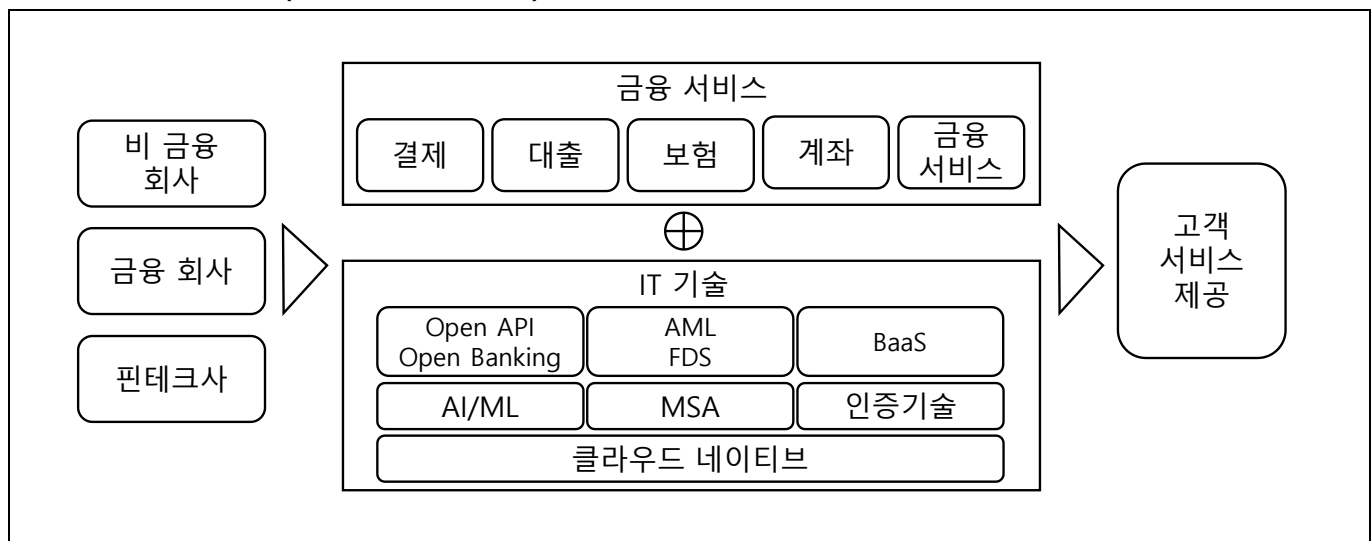 비 금융
회사
금융 회사
핀테크사
금융 서비스
결제
대출
보험
계좌
금융
서비스
IT 기술
Open API
Open Banking
AML
FDS
BaaS
AI/ML
MSA
인증기술
클라우드 네이티브
고객
서비스
제공